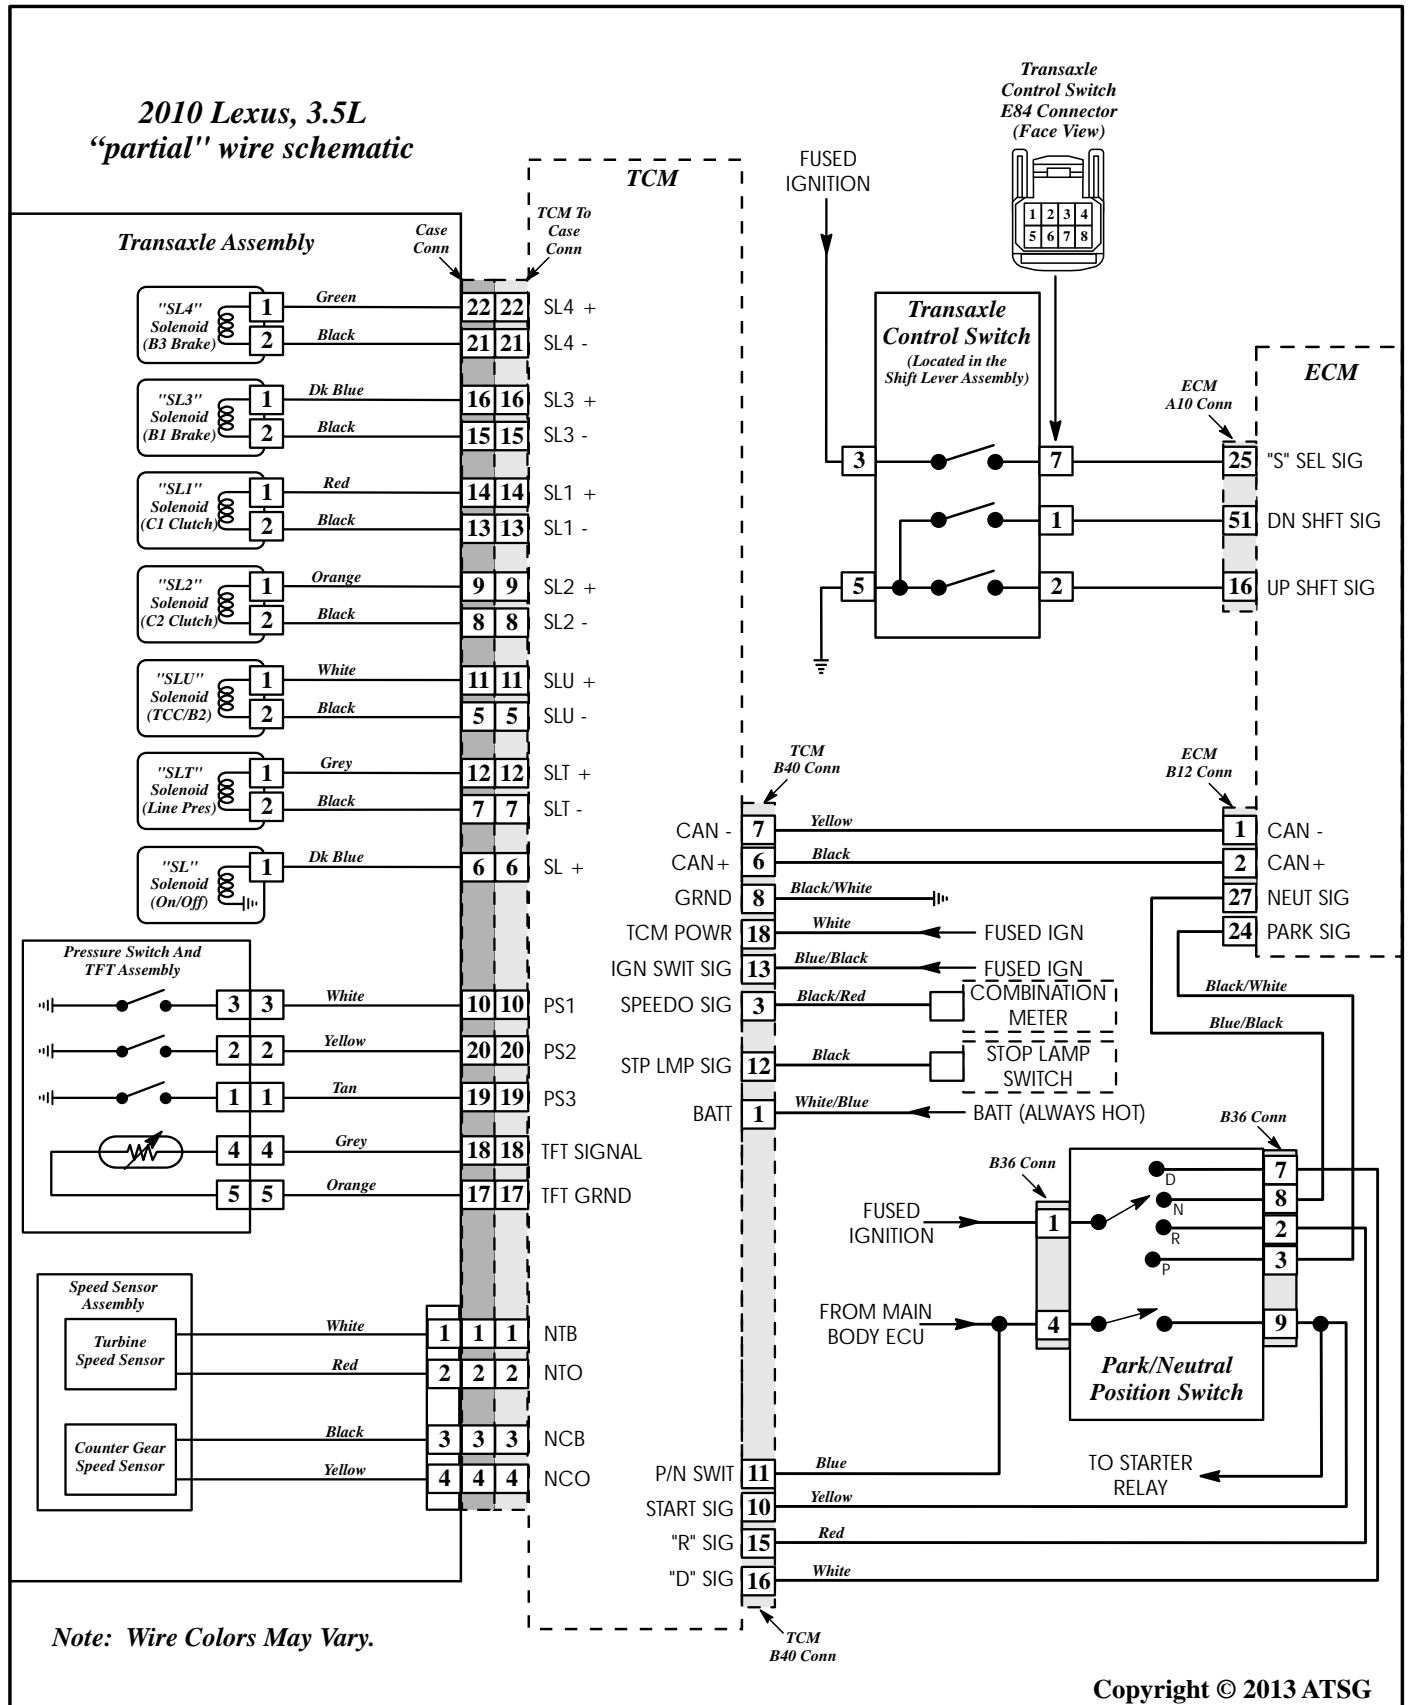 2010 Lexus, 3.5L
“partial" wire schematic
Transaxle
Control Switch
E84 Connector
(Face View)
1 2 3 4
5 6 7 8
FUSED
IGNITION
TCM
Transaxle Assembly
Case
Conn
TCM To
Case
Conn
"SL4"
Solenoid
(B3 Brake)
1 Green 22 22 SL4 +
2 Black 21 21 SL4 -
"SL3"
Solenoid
(B1 Brake)
1 Dk Blue 16 16 SL3 +
2 Black 15 15 SL3 -
"SL1"
Solenoid
(C1 Clutch)
1 Red 14 14 SL1 +
2 Black 13 13 SL1 -
"SL2"
Solenoid
(C2 Clutch)
1 Orange 9 9 SL2 +
2 Black 8 8 SL2 -
"SLU"
Solenoid
(TCC/B2)
1 White 11 11 SLU +
2 Black 5 5 SLU -
"SLT"
Solenoid
(Line Pres)
1 Grey 12 12 SLT +
2 Black 7 7 SLT -
"SL"
Solenoid
(On/Off)
1 Dk Blue 6 6 SL +
Pressure Switch And
TFT Assembly
3 3 White 10 10 PS1
2 2 Yellow 20 20 PS2
1 1 Tan 19 19 PS3
4 4 Grey 18 18 TFT SIGNAL
5 5 Orange 17 17 TFT GRND
Speed Sensor
Assembly
Turbine
Speed Sensor
White 1 1 1 NTB
Red 2 2 2 NTO
Counter Gear
Speed Sensor
Black 3 3 3 NCB
Yellow 4 4 4 NCO
Transaxle
Control Switch
(Located in the
Shift Lever Assembly)
ECM
ECM
A10 Conn
3 7 25 "S" SEL SIG
1 51 DN SHFT SIG
5 2 16 UP SHFT SIG
TCM
B40 Conn
ECM
B12 Conn
CAN - 7 Yellow 1 CAN -
CAN+ 6 Black 2 CAN+
GRND 8 Black/White
27 NEUT SIG
TCM POWR 18 White FUSED IGN
24 PARK SIG
IGN SWIT SIG 13 Blue/Black FUSED IGN
Black/White
SPEEDO SIG 3 Black/Red
COMBINATION
METER
Blue/Black
STP LMP SIG 12 Black
STOP LAMP
SWITCH
BATT 1 White/Blue BATT (ALWAYS HOT)
B36 Conn
B36 Conn
FUSED
IGNITION
1
D 7
N 8
R 2
P 3
FROM MAIN
BODY ECU
4 9
Park/Neutral
Position Switch
TO STARTER
RELAY
P/N SWIT 11 Blue
START SIG 10 Yellow
"R" SIG 15 Red
"D" SIG 16 White
TCM
B40 Conn
Note: Wire Colors May Vary.
Copyright © 2013 ATSG